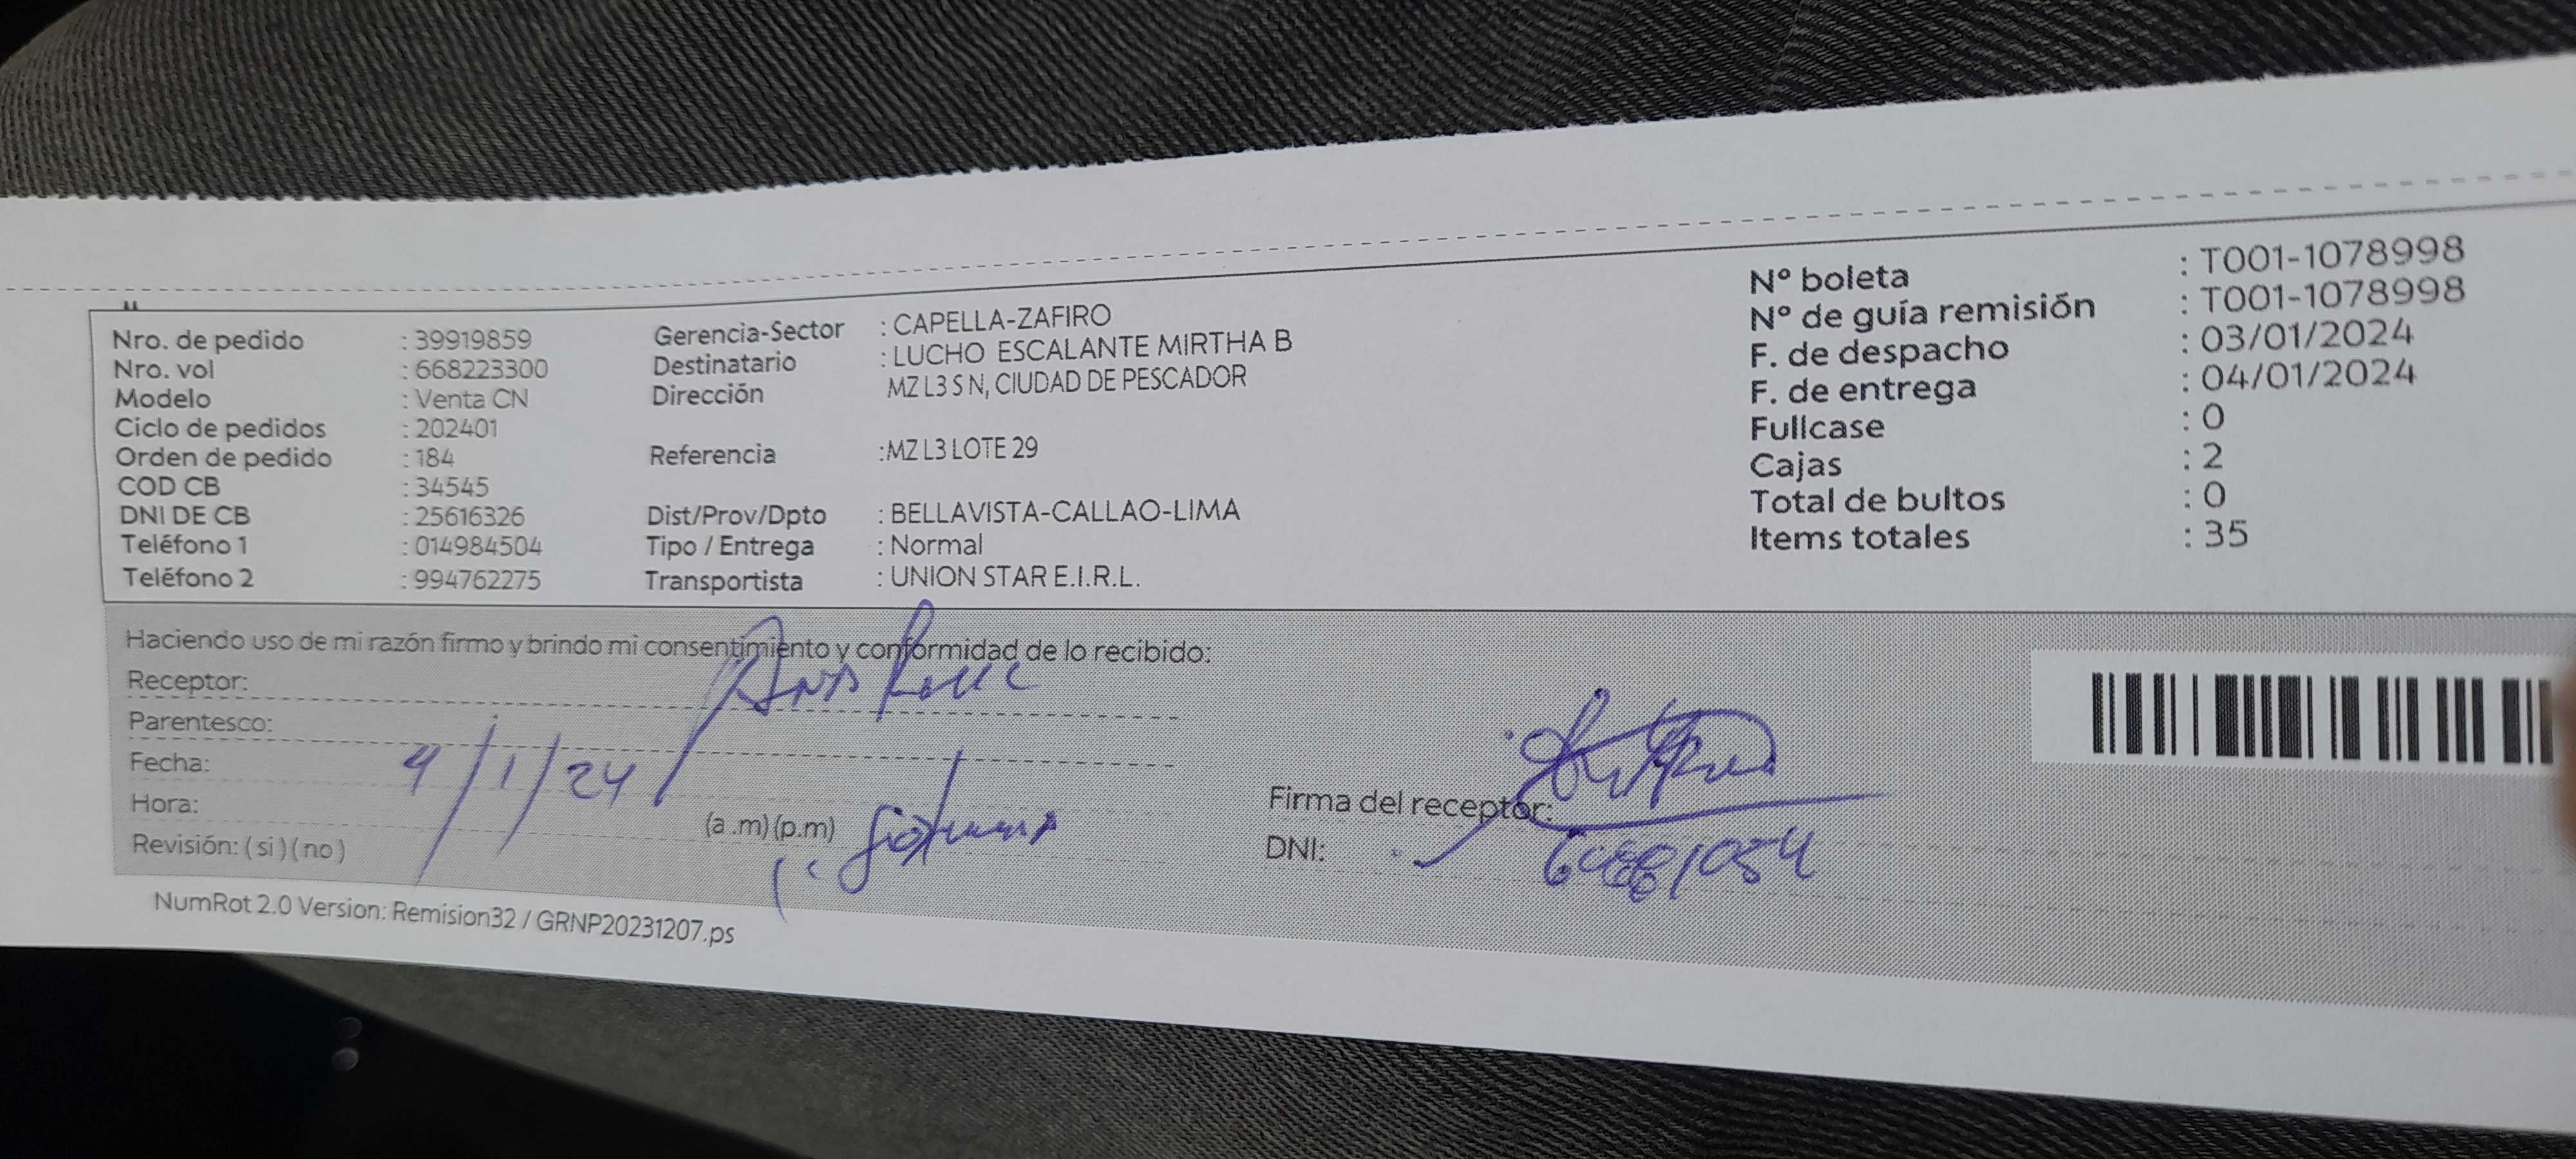 Nro. de pedido : 39919859
Nro. vol : 668223300
Modelo : Venta CN
Ciclo de pedidos : 202401
Orden de pedido : 184
COD CB : 34545
DNI DE CB : 25616326
Teléfono 1 : 014984504
Teléfono 2 : 994762275
Gerencia-Sector : CAPELLA-ZAFIRO
Destinatario : LUCHO ESCALANTE MIRTHA B
Dirección MZ L3 S N, CIUDAD DE PESCADOR
Referencia :MZ L3 LOTE 29
Dist/Prov/Dpto : BELLAVISTA-CALLAO-LIMA
Tipo / Entrega : Normal
Transportista : UNION STAR E.I.R.L.
Nº boleta : T001-1078998
Nº de guía remisión : T001-1078998
F. de despacho : 03/01/2024
F. de entrega : 04/01/2024
Fullcase : 0
Cajas : 2
Total de bultos : 0
Items totales : 35
Haciendo uso de mi razón firmo y brindo mi consentimiento y conformidad de lo recibido:
Receptor:
Parentesco:
Fecha: 4/1/24
Hora: (a .m) (p.m)
Revisión: ( si ) ( no )
Firma del receptor:
DNI:
NumRot 2.0 Version: Remision32 / GRNP20231207.ps